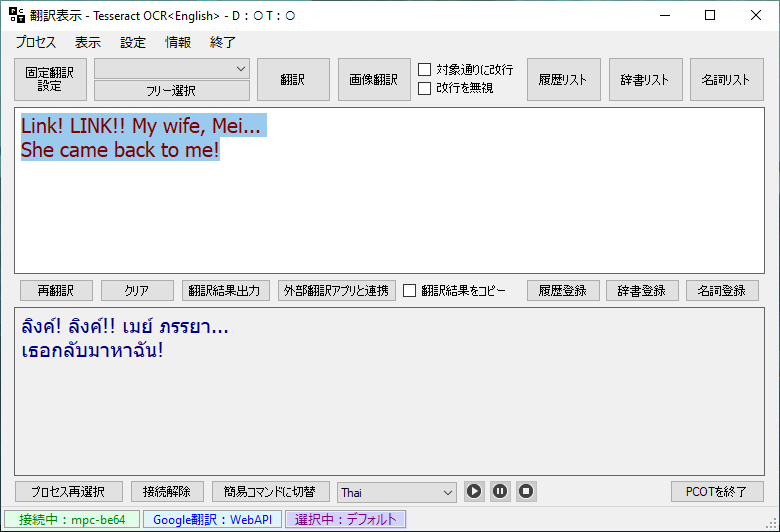 翻訳表示 - Tesseract OCR<English> - D：〇 T：〇
プロセス 表示 設定 情報 終了
固定翻訳設定 フリー選択 翻訳 画像翻訳 対象通りに改行 改行を無視 履歴リスト 辞書リスト 名詞リスト
Link! LINK!! My wife, Mei...
She came back to me!
再翻訳 クリア 翻訳結果出力 外部翻訳アプリと連携 翻訳結果をコピー 履歴登録 辞書登録 名詞登録
ลิงค์! ลิงค์!! เมย์ ภรรยา...
เธอกลับมาหาฉัน!
プロセス再選択 接続解除 簡易コマンドに切替 Thai PCOTを終了
接続中：mpc-be64 Google翻訳：WebAPI 選択中：デフォルト